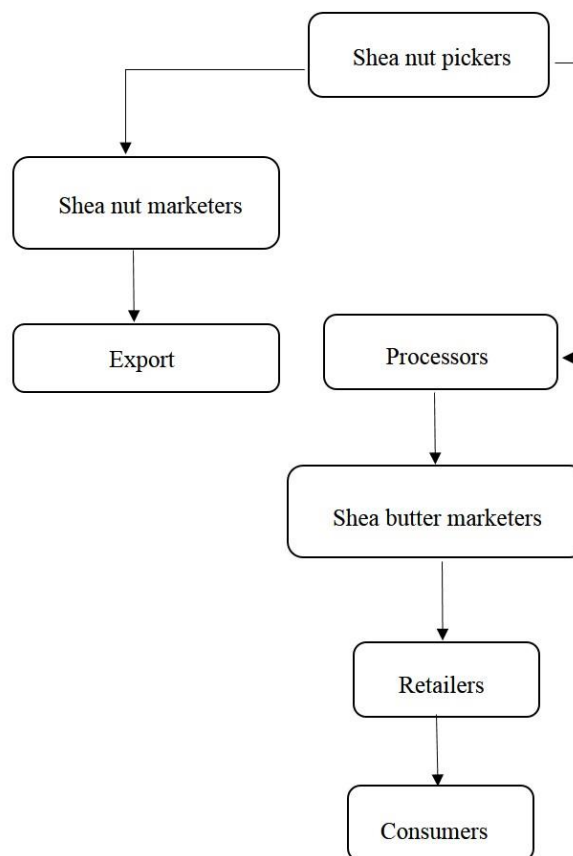 Shea nut pickers
Shea nut marketers
Export
Processors
Shea butter marketers
Retailers
Consumers